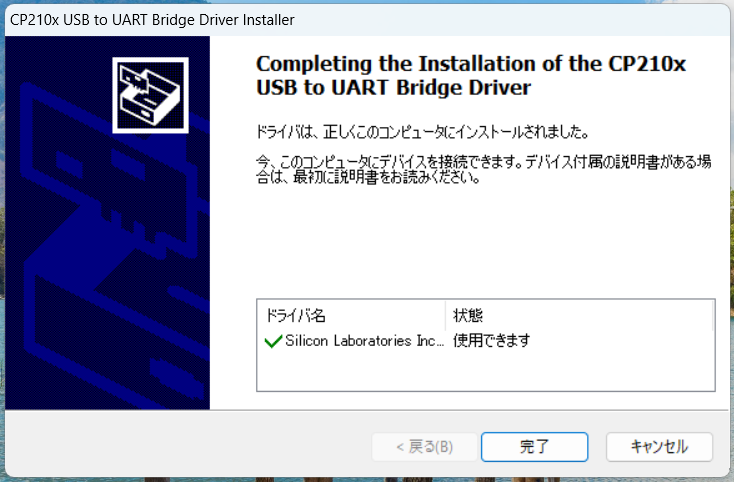 CP210x USB to UART Bridge Driver Installer
Completing the Installation of the CP210x
USB to UART Bridge Driver
ドライバは、正しくこのコンピュータにインストールされました。
今、このコンピュータにデバイスを接続できます。デバイス付属の説明書がある場
合は、最初に説明書をお読みください。
ドライバ名 状態
Silicon Laboratories Inc... 使用できます
< 戻る(B) 完了 キャンセル